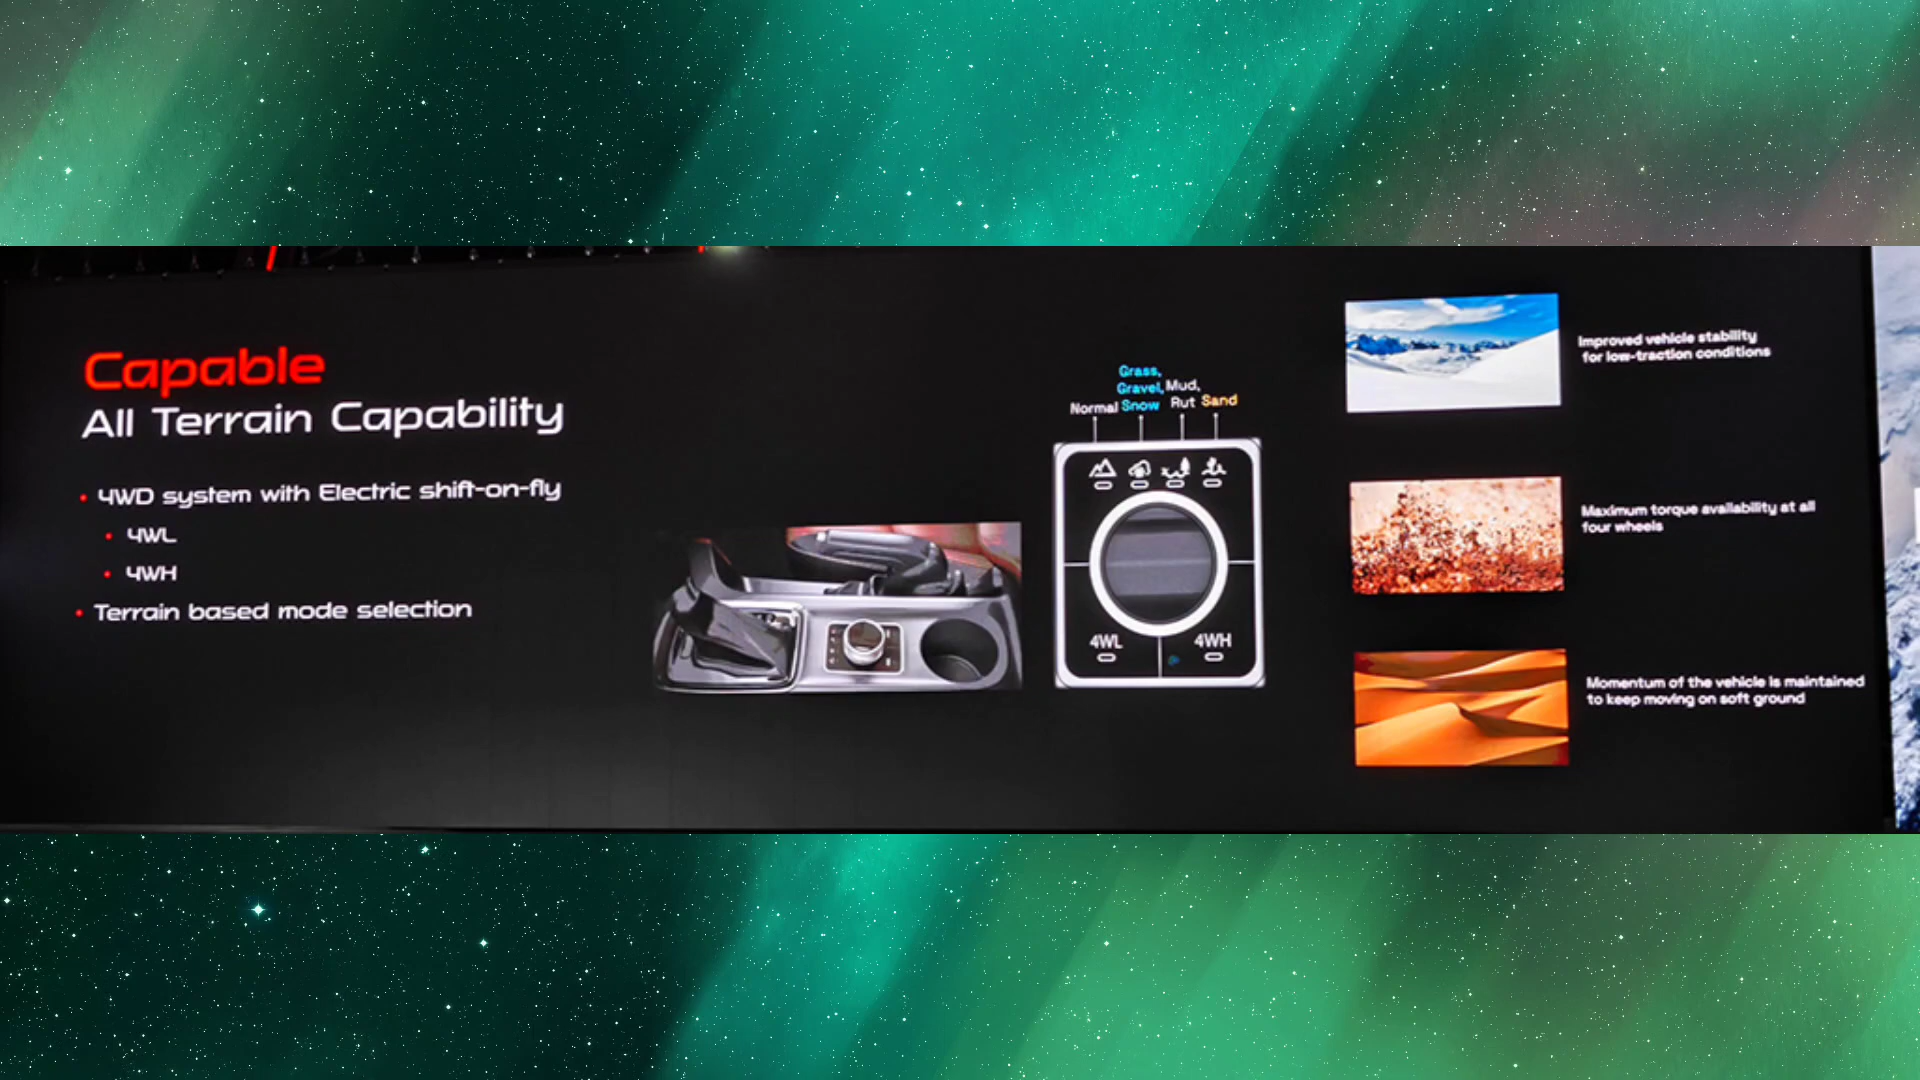 Capable
All Terrain Capability
4WD system with Electric shift-on-fly
4WL
4WH
Terrain based mode selection
Normal
Grass,
Gravel,
Snow
Mud,
Rut
Sand
4WL
4WH
Improved vehicle stability
for low-traction conditions
Maximum torque availability at all
four wheels
Momentum of the vehicle is maintained
to keep moving on soft ground